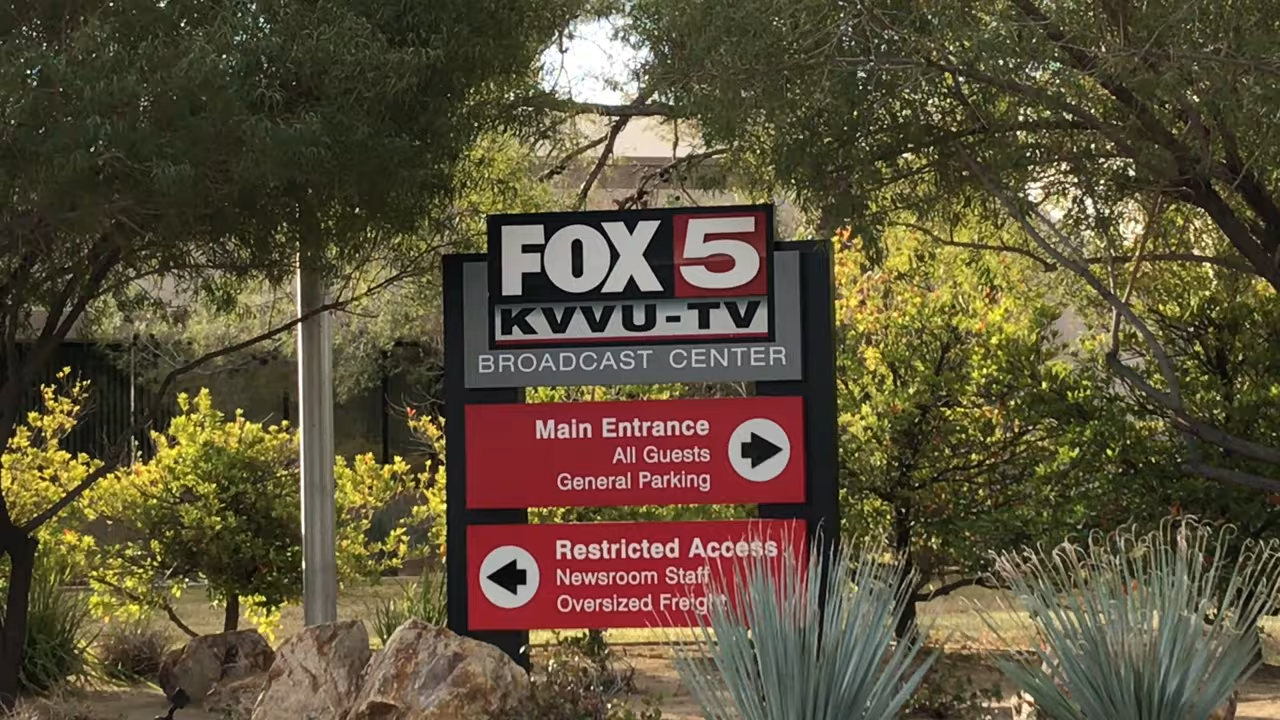 FOX 5
KVVU-TV
BROADCAST CENTER
Main Entrance
All Guests
General Parking
Restricted Access
Newsroom Staff
Oversized Freight